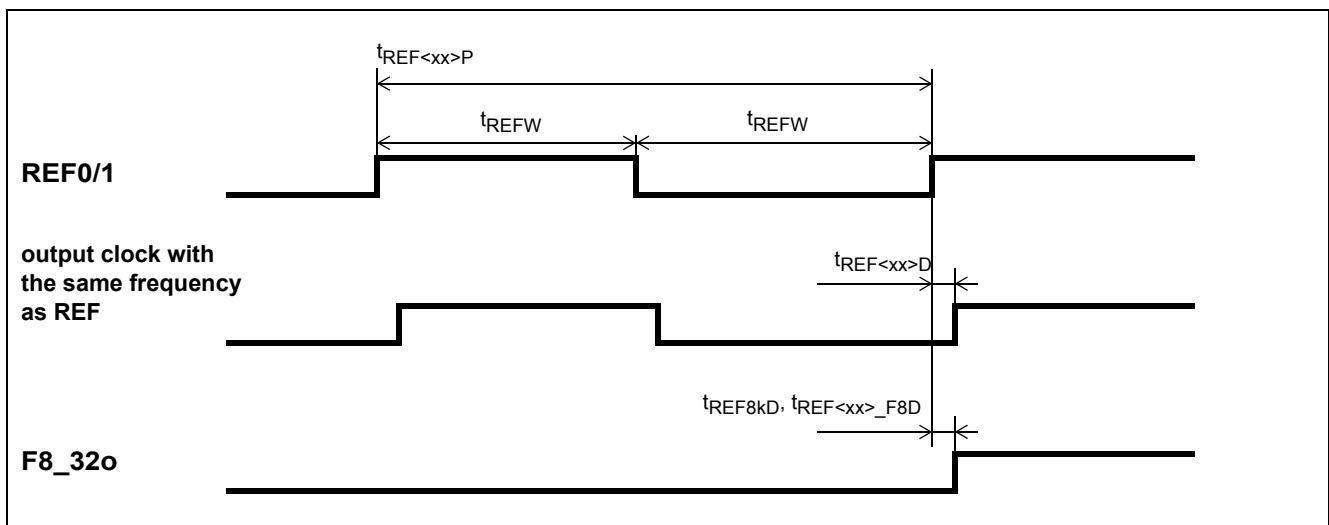 tREF<xx>P
tREFW tREFW
REF0/1
output clock with
the same frequency
as REF
tREF<xx>D
tREF8kD, tREF<xx>_F8D
F8_32o